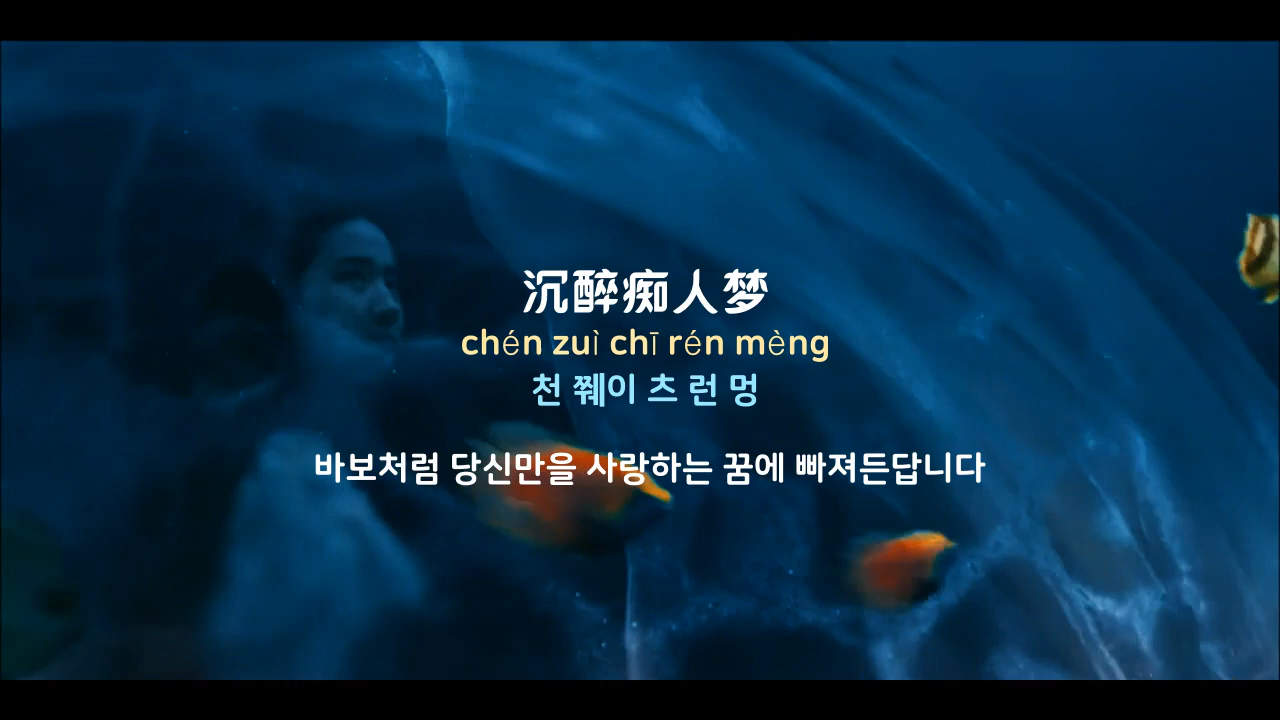 沉醉痴人梦
chén zuì chī rén mèng
천 쮀이 츠 런 멍
바보처럼 당신만을 사랑하는 꿈에 빠져든답니다